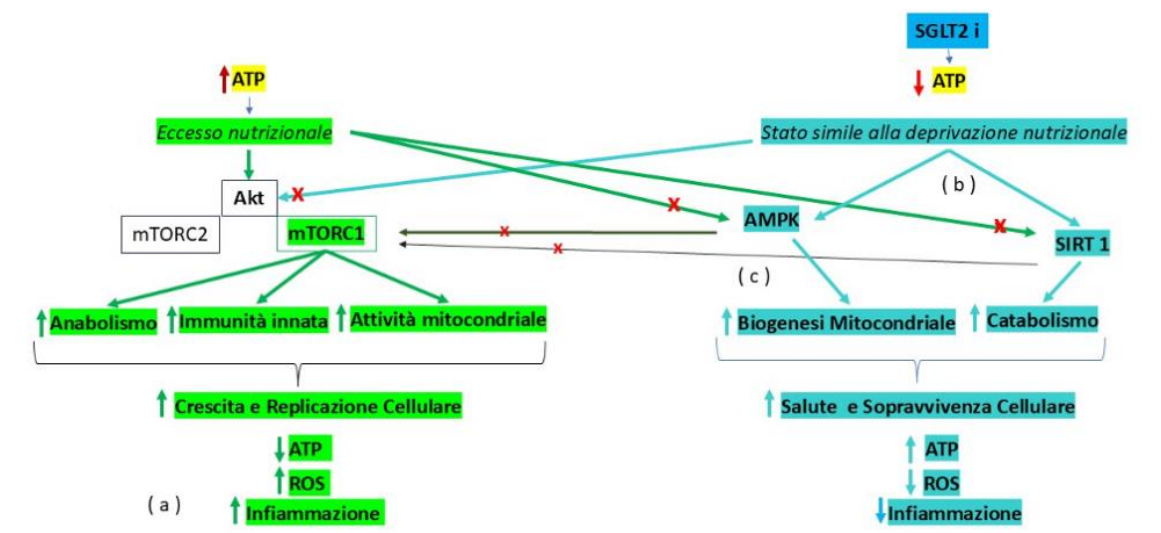 SGLT2 i
↑ ATP
↓ ATP
Eccesso nutrizionale
Stato simile alla deprivazione nutrizionale
( b )
Akt
X
X
X
AMPK
mTORC2
mTORC1
X
X
SIRT 1
( c )
↑ Anabolismo
↑ Immunità innata
↑ Attività mitocondriale
↑ Biogenesi Mitocondriale
↑ Catabolismo
↑ Crescita e Replicazione Cellulare
↑ Salute e Sopravvivenza Cellulare
↓ ATP
↑ ROS
↑ Infiammazione
( a )
↑ ATP
↓ ROS
↓ Infiammazione